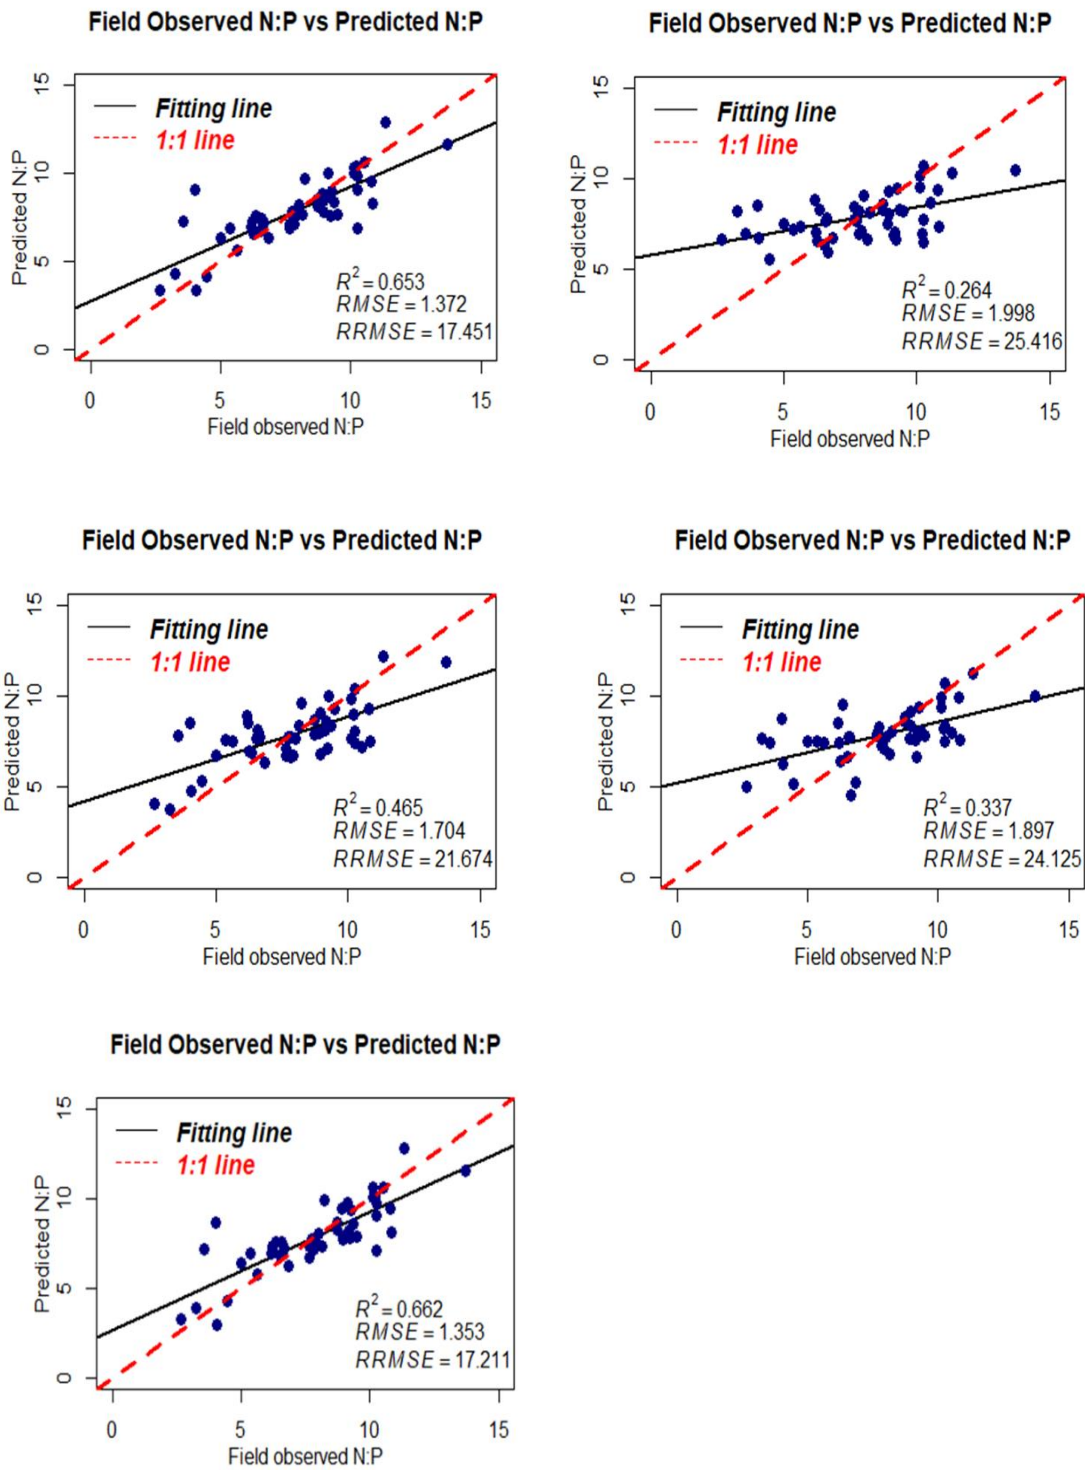 Field Observed N:P vs Predicted N:P
15
10
5
0
Predicted N:P
Fitting line
1:1 line
R² = 0.653
RMSE = 1.372
RRMSE = 17.451
0 5 10 15
Field observed N:P
Field Observed N:P vs Predicted N:P
15
10
5
0
Predicted N:P
Fitting line
1:1 line
R² = 0.264
RMSE = 1.998
RRMSE = 25.416
0 5 10 15
Field observed N:P
Field Observed N:P vs Predicted N:P
15
10
5
0
Predicted N:P
Fitting line
1:1 line
R² = 0.465
RMSE = 1.704
RRMSE = 21.674
0 5 10 15
Field observed N:P
Field Observed N:P vs Predicted N:P
15
10
5
0
Predicted N:P
Fitting line
1:1 line
R² = 0.337
RMSE = 1.897
RRMSE = 24.125
0 5 10 15
Field observed N:P
Field Observed N:P vs Predicted N:P
15
10
5
0
Predicted N:P
Fitting line
1:1 line
R² = 0.662
RMSE = 1.353
RRMSE = 17.211
0 5 10 15
Field observed N:P